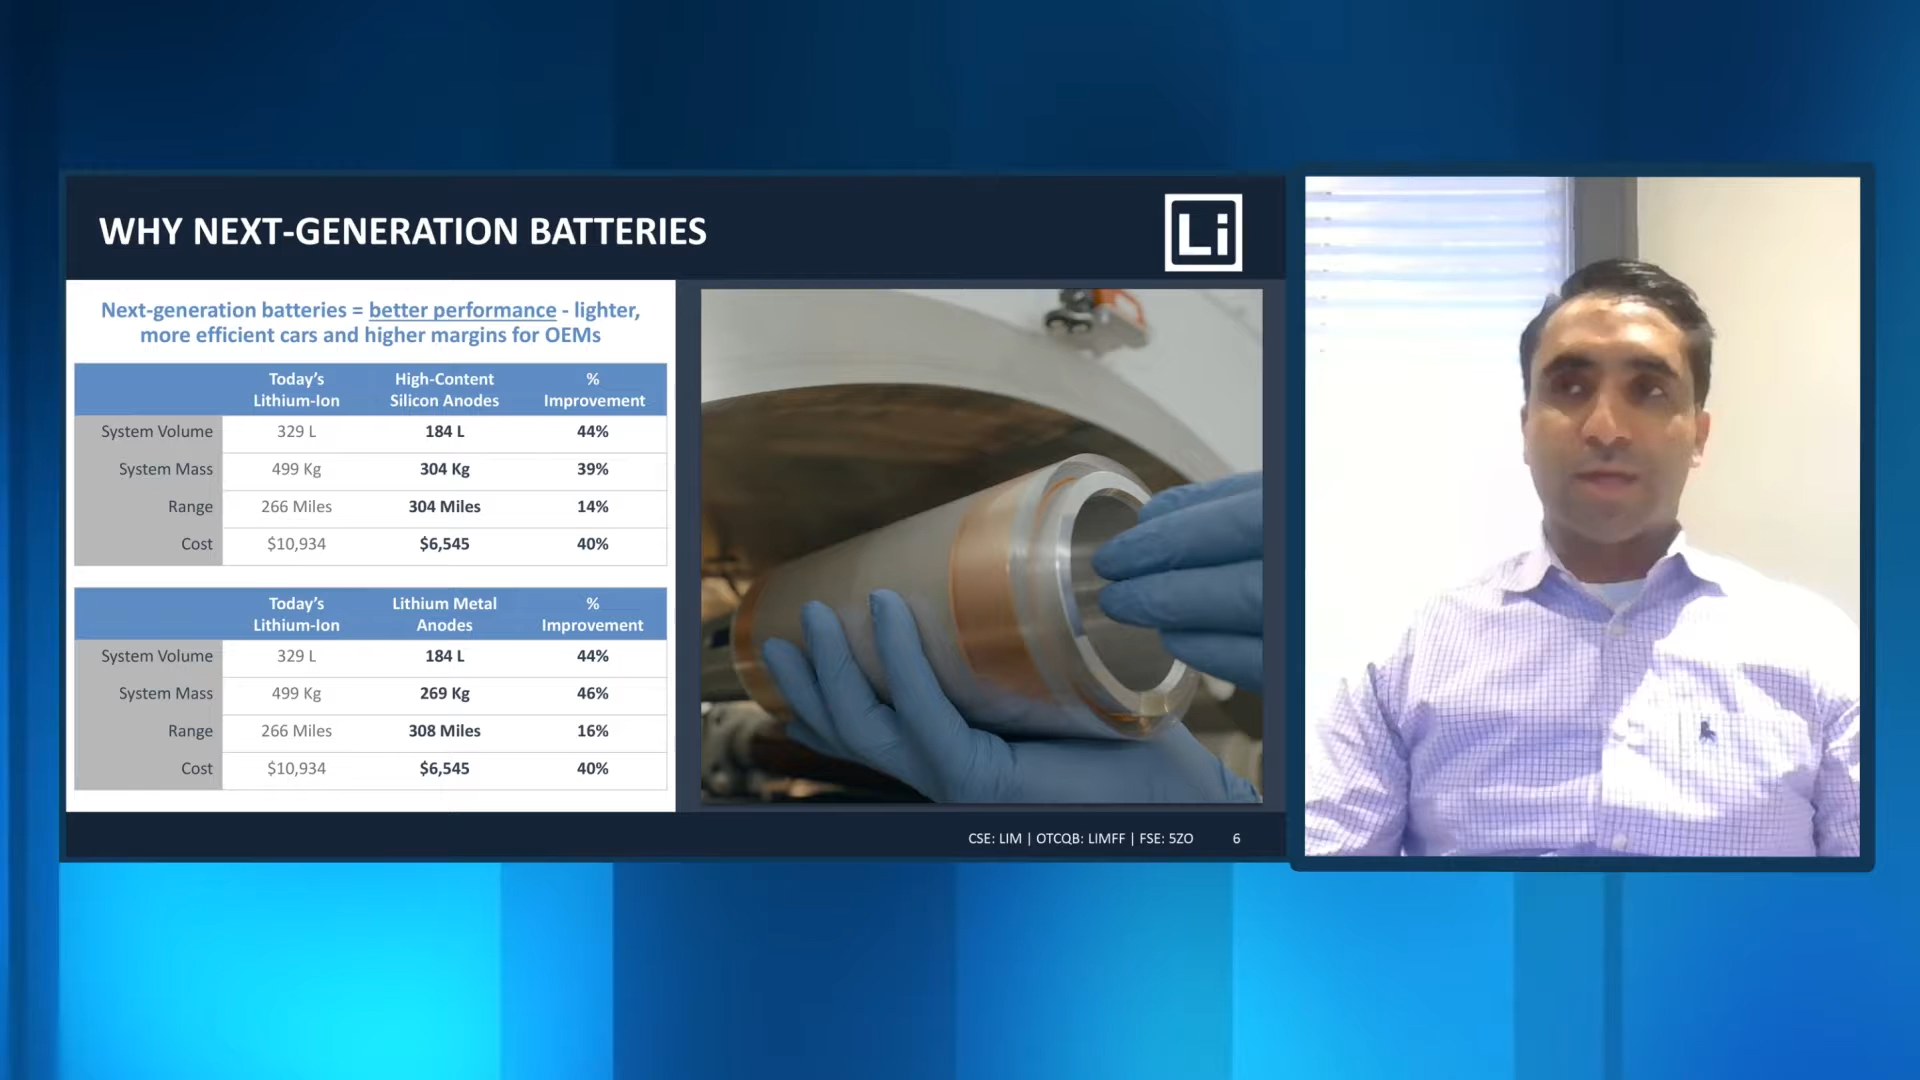 WHY NEXT-GENERATION BATTERIES
Li
Next-generation batteries = better performance - lighter,
more efficient cars and higher margins for OEMs
Today's Lithium-Ion High-Content Silicon Anodes % Improvement
System Volume 329 L 184 L 44%
System Mass 499 Kg 304 Kg 39%
Range 266 Miles 304 Miles 14%
Cost $10,934 $6,545 40%
Today's Lithium-Ion Lithium Metal Anodes % Improvement
System Volume 329 L 184 L 44%
System Mass 499 Kg 269 Kg 46%
Range 266 Miles 308 Miles 16%
Cost $10,934 $6,545 40%
CSE: LIM | OTCQB: LIMFF | FSE: 5ZO 6